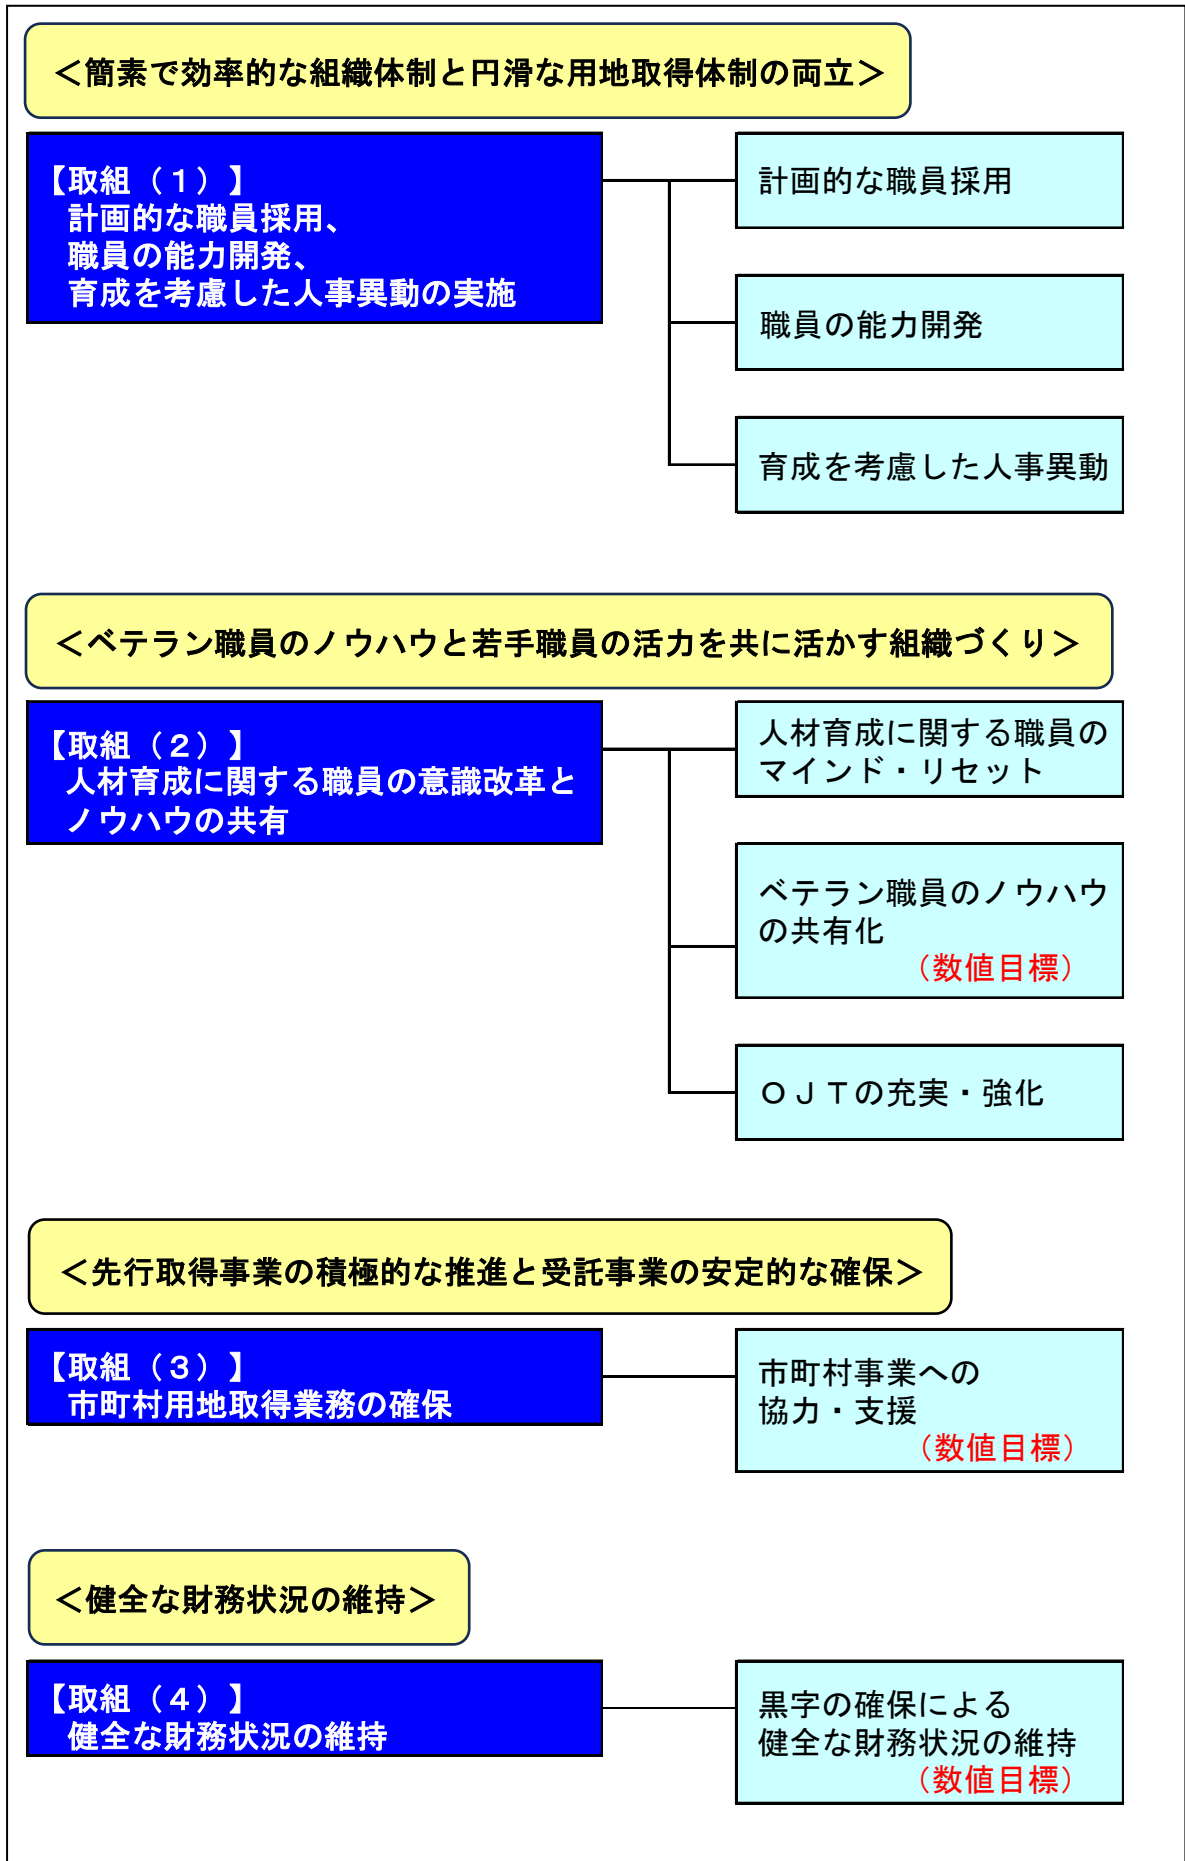 ＜簡素で効率的な組織体制と円滑な用地取得体制の両立＞
【取組（１）】
計画的な職員採用、
職員の能力開発、
育成を考慮した人事異動の実施
計画的な職員採用
職員の能力開発
育成を考慮した人事異動
＜ベテラン職員のノウハウと若手職員の活力を共に活かす組織づくり＞
【取組（２）】
人材育成に関する職員の意識改革と
ノウハウの共有
人材育成に関する職員の
マインド・リセット
ベテラン職員のノウハウ
の共有化
（数値目標）
ＯＪＴの充実・強化
＜先行取得事業の積極的な推進と受託事業の安定的な確保＞
【取組（３）】
市町村用地取得業務の確保
市町村事業への
協力・支援
（数値目標）
＜健全な財務状況の維持＞
【取組（４）】
健全な財務状況の維持
黒字の確保による
健全な財務状況の維持
（数値目標）